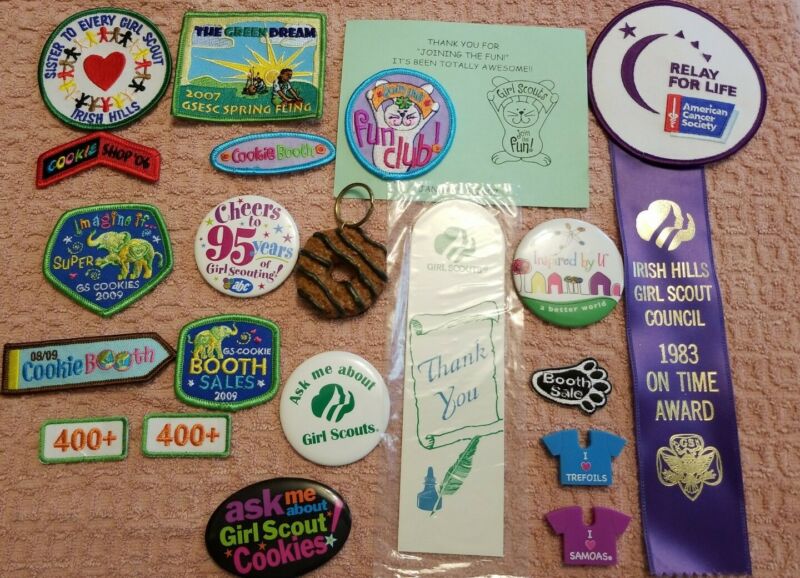 SISTER TO EVERY GIRL SCOUT
IRISH HILLS
THE GREEN DREAM
2007
GSESC SPRING FLING
THANK YOU FOR
"JOINING THE FUN!"
IT'S BEEN TOTALLY AWESOME!!
Girl Scouts
fun
club!
Girl Scouts
Join
the
fun!
RELAY
FOR LIFE
American
Cancer
Society
COOKIE SHOP '06
Cookie Booth
Imagine if...
SUPER
GS COOKIES
2009
Cheers
to
95 years
of
Girl Scouting!
abc
GIRL SCOUTS
Inspired by U
a better world
IRISH HILLS
GIRL SCOUT
COUNCIL
1983
ON TIME
AWARD
08/09
Cookie Booth
GS COOKIE
BOOTH
SALES
2009
Ask me about
Girl Scouts.
Thank
You
Booth
Sale
400+
400+
I
TREFOILS
ask me
about
Girl Scout
Cookies!
I
SAMOAS®